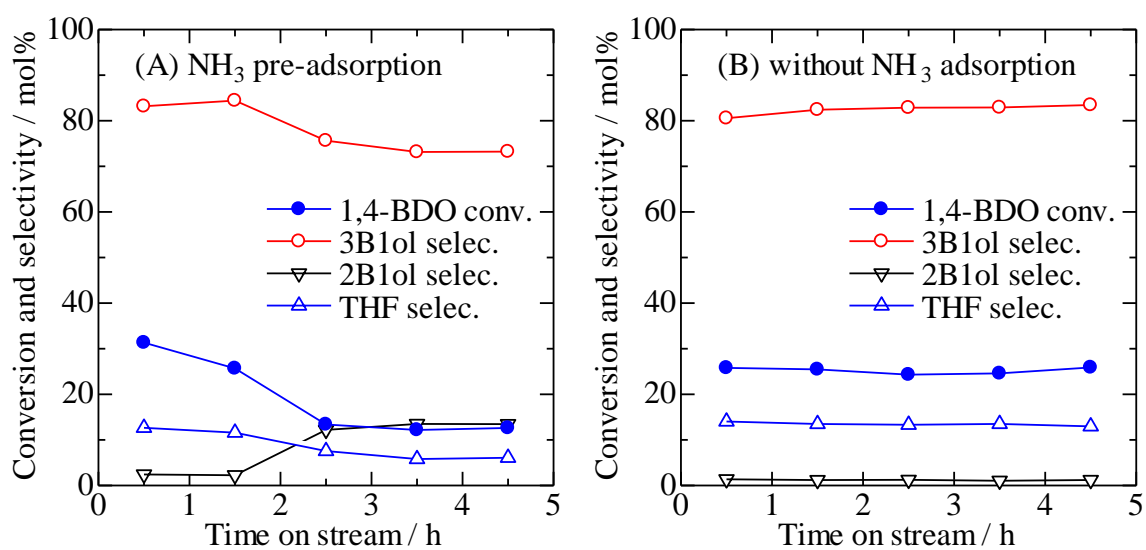 (A) NH3 pre-adsorption
Conversion and selectivity / mol%
100
80
60
40
20
0
1,4-BDO conv.
3B1ol selec.
2B1ol selec.
THF selec.
0 1 2 3 4 5
Time on stream / h
(B) without NH3 adsorption
Conversion and selectivity / mol%
100
80
60
40
20
0
1,4-BDO conv.
3B1ol selec.
2B1ol selec.
THF selec.
0 1 2 3 4 5
Time on stream / h